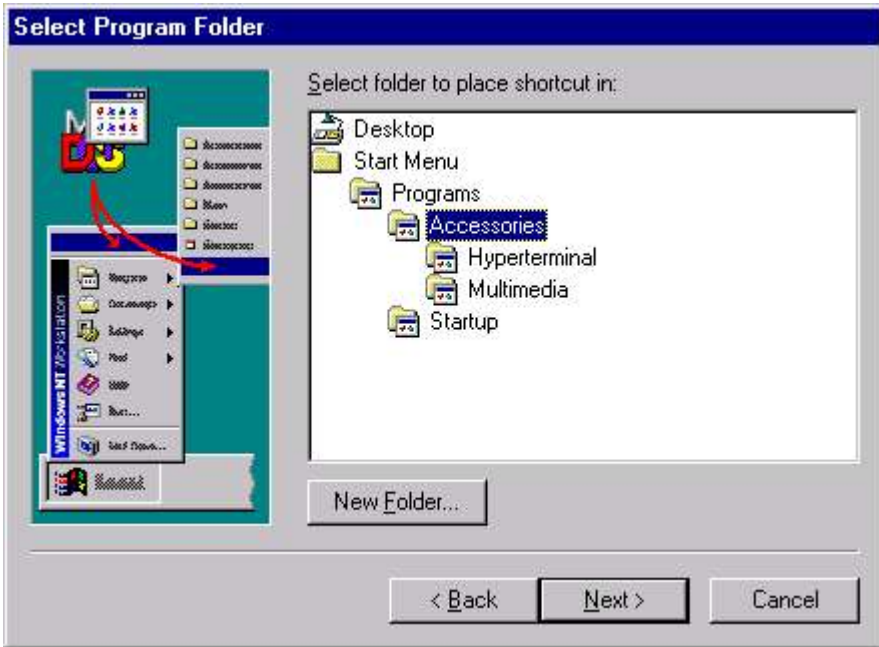 Select Program Folder
Select folder to place shortcut in:
Desktop
Start Menu
Programs
Accessories
Hyperterminal
Multimedia
Startup
Windows NT Workstation
New Folder...
< Back
Next >
Cancel